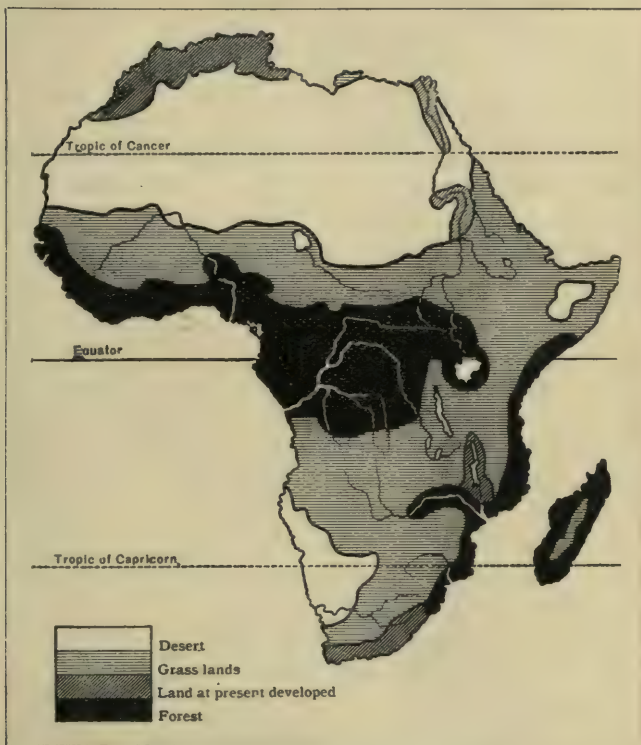 Tropic of Cancer
Equator
Tropic of Capricorn
Desert
Grass lands
Land at present developed
Forest